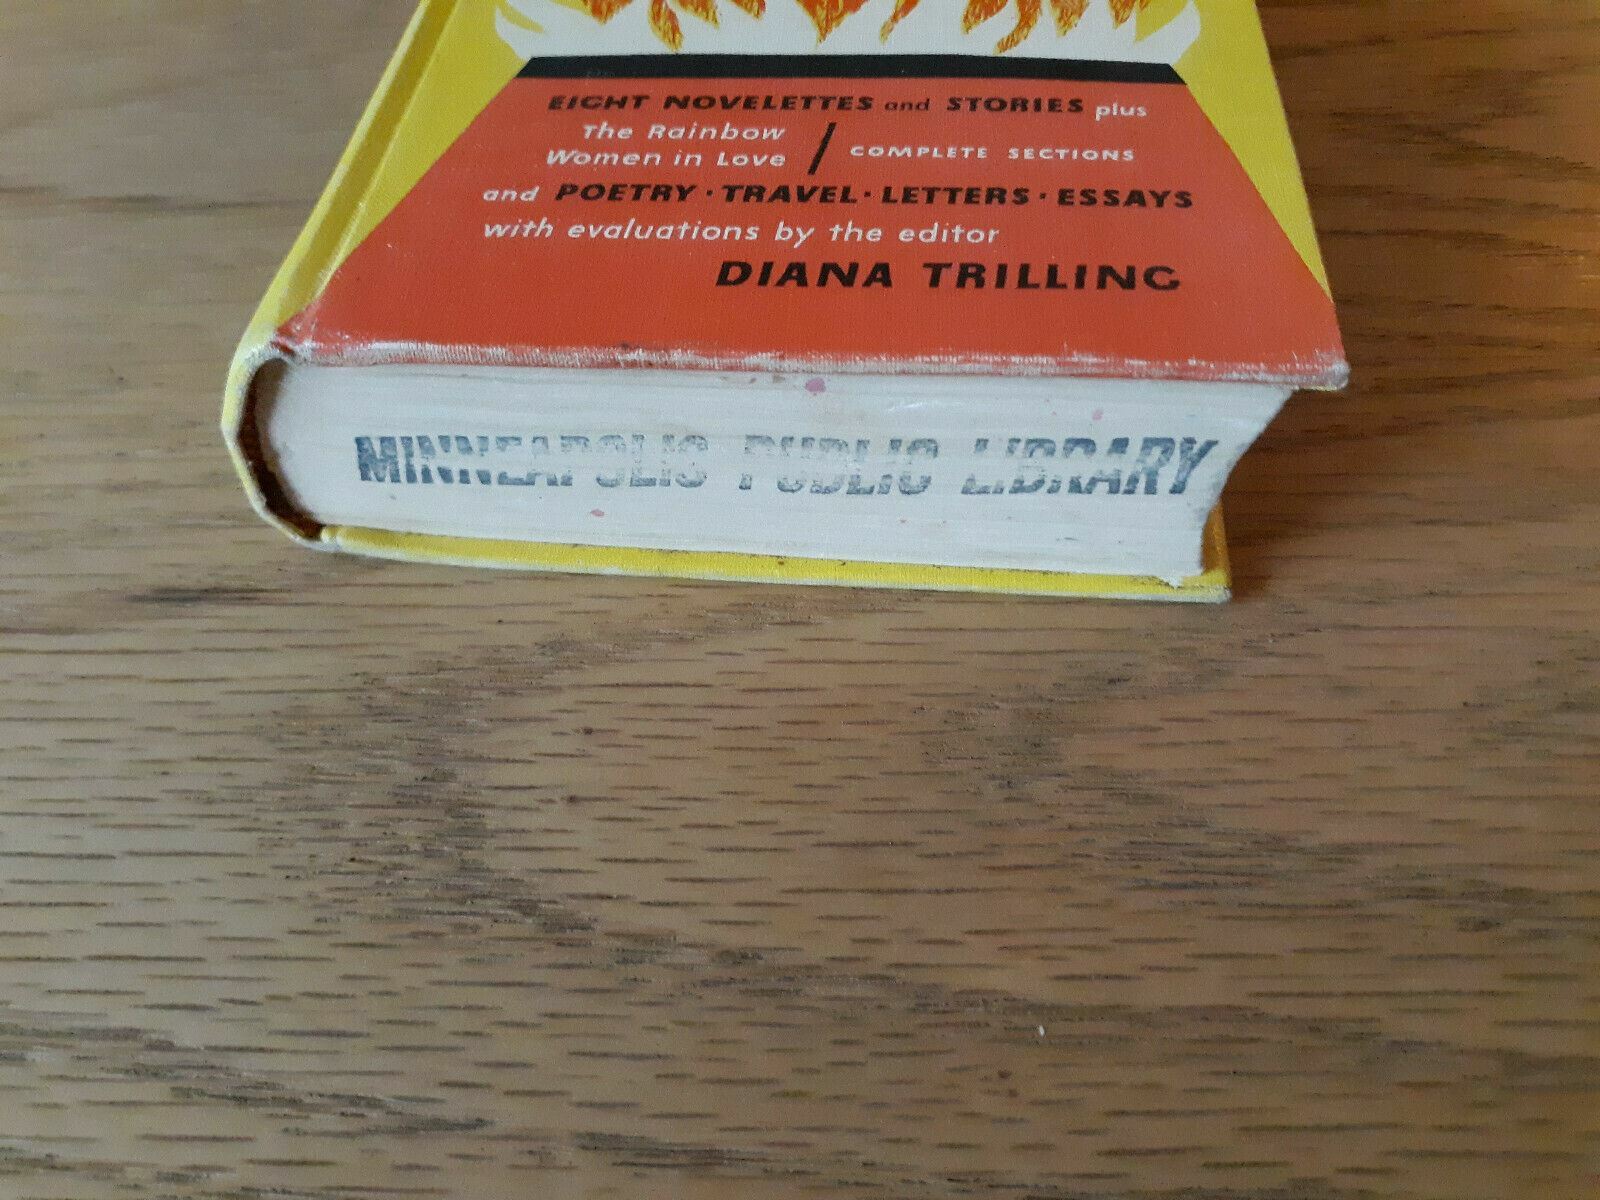 EIGHT NOVELETTES and STORIES plus
The Rainbow
Women in Love / COMPLETE SECTIONS
and POETRY · TRAVEL · LETTERS · ESSAYS
with evaluations by the editor
DIANA TRILLING
MINNEAPOLIS PUBLIC LIBRARY